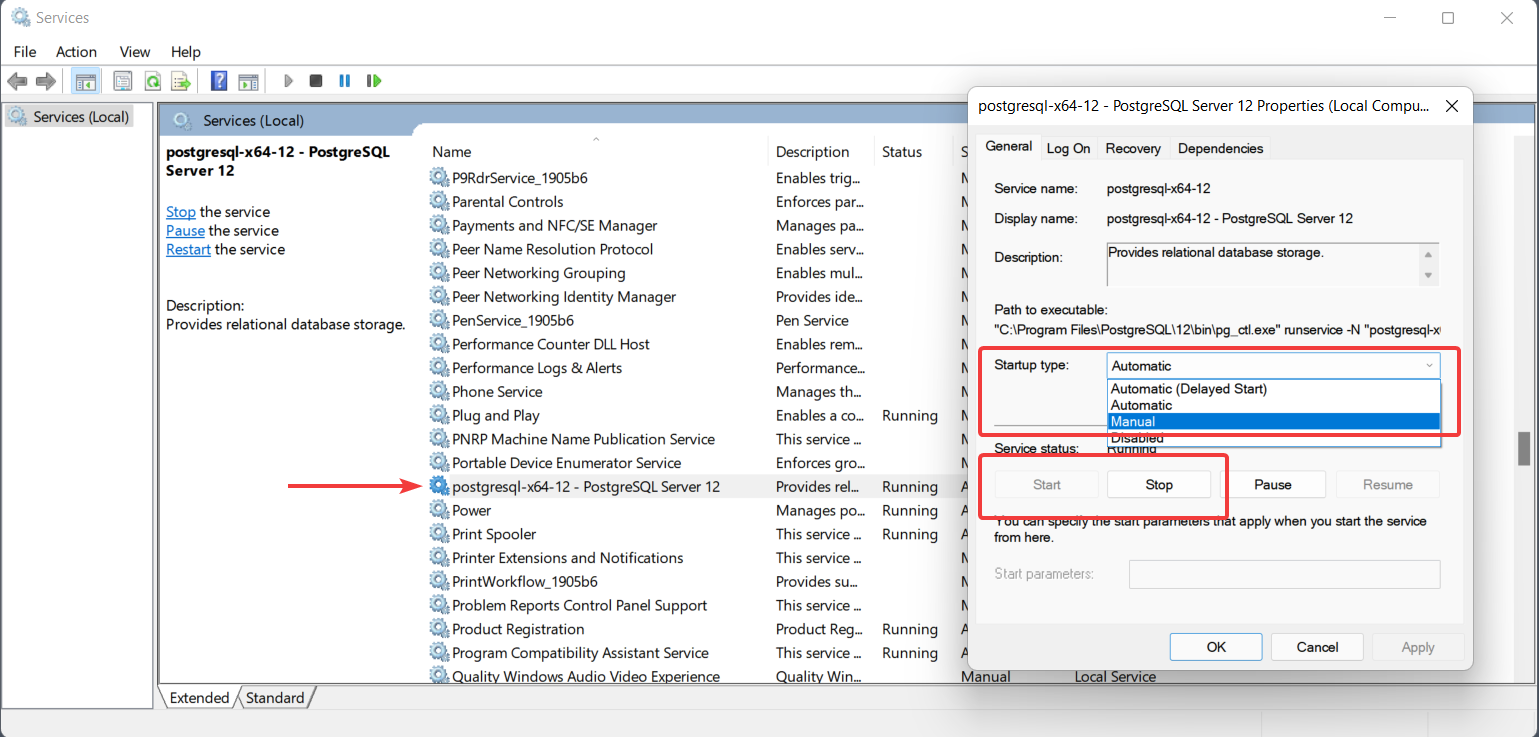 Services
File Action View Help
Services (Local)
Services (Local)
postgresql-x64-12 - PostgreSQL
Server 12
Stop the service
Pause the service
Restart the service
Description:
Provides relational database storage.
Name Description Status S
P9RdrService_1905b6 Enables trig... M
Parental Controls Enforces par... M
Payments and NFC/SE Manager Manages pa... M
Peer Name Resolution Protocol Enables serv... M
Peer Networking Grouping Enables mul... M
Peer Networking Identity Manager Provides ide... M
PenService_1905b6 Pen Service M
Performance Counter DLL Host Enables rem... M
Performance Logs & Alerts Performance... M
Phone Service Manages th... M
Plug and Play Enables a co... Running M
PNRP Machine Name Publication Service This service ... M
Portable Device Enumerator Service Enforces gro... M
postgresql-x64-12 - PostgreSQL Server 12 Provides rel... Running A
Power Manages po... Running A
Print Spooler This service ... Running A
Printer Extensions and Notifications This service ... M
PrintWorkflow_1905b6 Provides su... M
Problem Reports Control Panel Support This service ... M
Product Registration Product Reg... Running A
Program Compatibility Assistant Service This service ... Running A
Quality Windows Audio Video Experience Quality Win... Manual Local Service
Extended Standard
postgresql-x64-12 - PostgreSQL Server 12 Properties (Local Compu...
General Log On Recovery Dependencies
Service name: postgresql-x64-12
Display name: postgresql-x64-12 - PostgreSQL Server 12
Description: Provides relational database storage.
Path to executable:
"C:\Program Files\PostgreSQL\12\bin\pg_ctl.exe" runservice -N "postgresql-x
Startup type: Automatic
Automatic (Delayed Start)
Automatic
Manual
Disabled
Service status: Running
Start Stop Pause Resume
You can specify the start parameters that apply when you start the service
from here.
Start parameters:
OK Cancel Apply